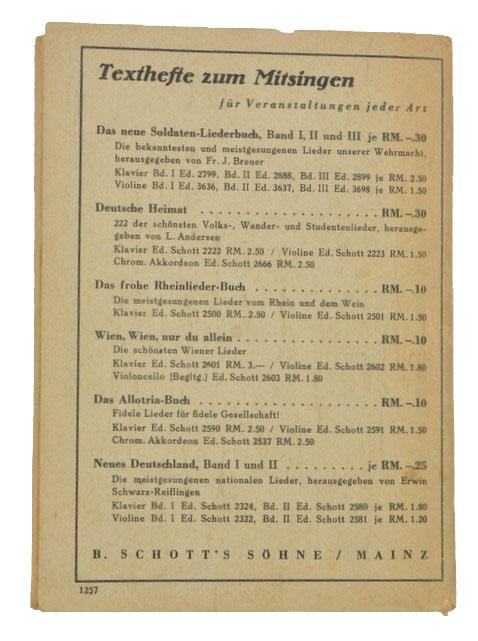 Texthefte zum Mitsingen
für Veranstaltungen jeder Art
Das neue Soldaten-Liederbuch, Band I, II und III je RM. -.30
Die bekanntesten und meistgesungenen Lieder unserer Wehrmacht,
herausgegeben von Fr. J. Breuer
Klavier Bd. I Ed. 2799, Bd. II Ed. 2888, Bd. III Ed. 2899 je RM. 2.50
Violine Bd. I Ed. 3636, Bd. II Ed. 3637, Bd. III Ed. 3698 je RM. 1.50
Deutsche Heimat . . . . . . . . . . . . . . . . . . . RM. -.30
222 der schönsten Volks-, Wander- und Studentenlieder, herausge-
geben von L. Andersen
Klavier Ed. Schott 2222 RM. 2.50 / Violine Ed. Schott 2223 RM. 1.50
Chrom. Akkordeon Ed. Schott 2666 RM. 2.50
Das frohe Rheinlieder-Buch . . . . . . . . . . . . . RM. -.10
Die meistgesungenen Lieder vom Rhein und dem Wein
Klavier Ed. Schott 2500 RM. 2.50 / Violine Ed. Schott 2501 RM. 1.50
Wien, Wien, nur du allein . . . . . . . . . . . . . . . RM. -.10
Die schönsten Wiener Lieder
Klavier Ed. Schott 2601 RM. 3.— / Violine Ed. Schott 2602 RM. 1.80
Violoncello (Begltg.) Ed. Schott 2603 RM. 1.80
Das Allotria-Buch . . . . . . . . . . . . . . . . . . RM. -.10
Fidele Lieder für fidele Gesellschaft!
Klavier Ed. Schott 2590 RM. 2.50 / Violine Ed. Schott 2591 RM. 1.50
Chrom. Akkordeon Ed. Schott 2537 RM. 2.50
Neues Deutschland, Band I und II . . . . . . . . . je RM. -.25
Die meistgesungenen nationalen Lieder, herausgegeben von Erwin
Schwarz-Reiflingen
Klavier Bd. I Ed. Schott 2324, Bd. II Ed. Schott 2580 je RM. 1.80
Violine Bd. I Ed. Schott 2322, Bd. II Ed. Schott 2581 je RM. 1.20
B. SCHOTT'S SÖHNE / MAINZ
1257